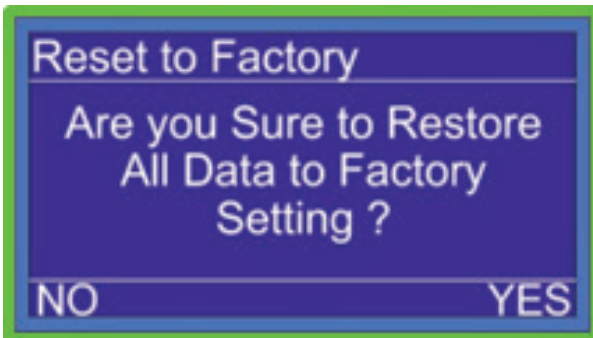 Reset to Factory
Are you Sure to Restore
All Data to Factory
Setting ?
NO YES